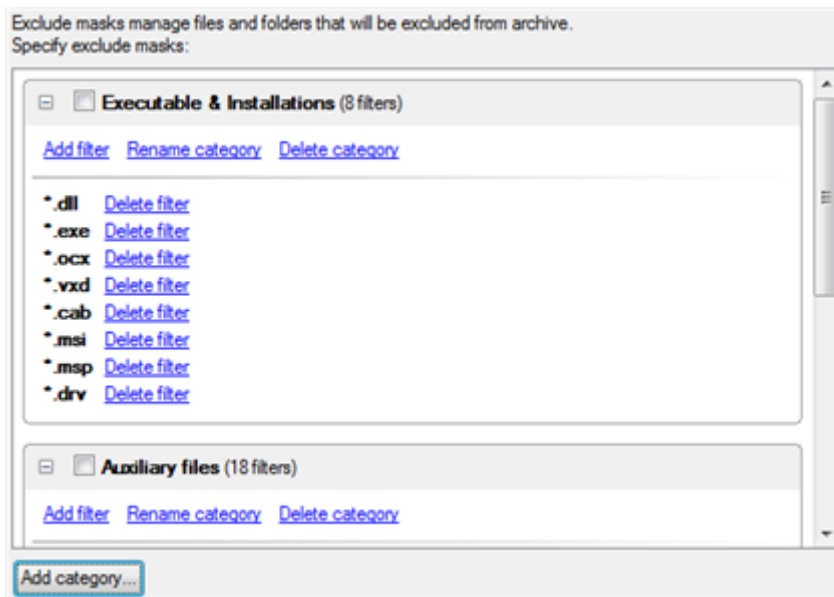 Exclude masks manage files and folders that will be excluded from archive.
Specify exclude masks:
Executable & Installations (8 filters)
Add filter Rename category Delete category
*.dll Delete filter
*.exe Delete filter
*.ocx Delete filter
*.vxd Delete filter
*.cab Delete filter
*.msi Delete filter
*.msp Delete filter
*.drv Delete filter
Auxiliary files (18 filters)
Add filter Rename category Delete category
Add category...